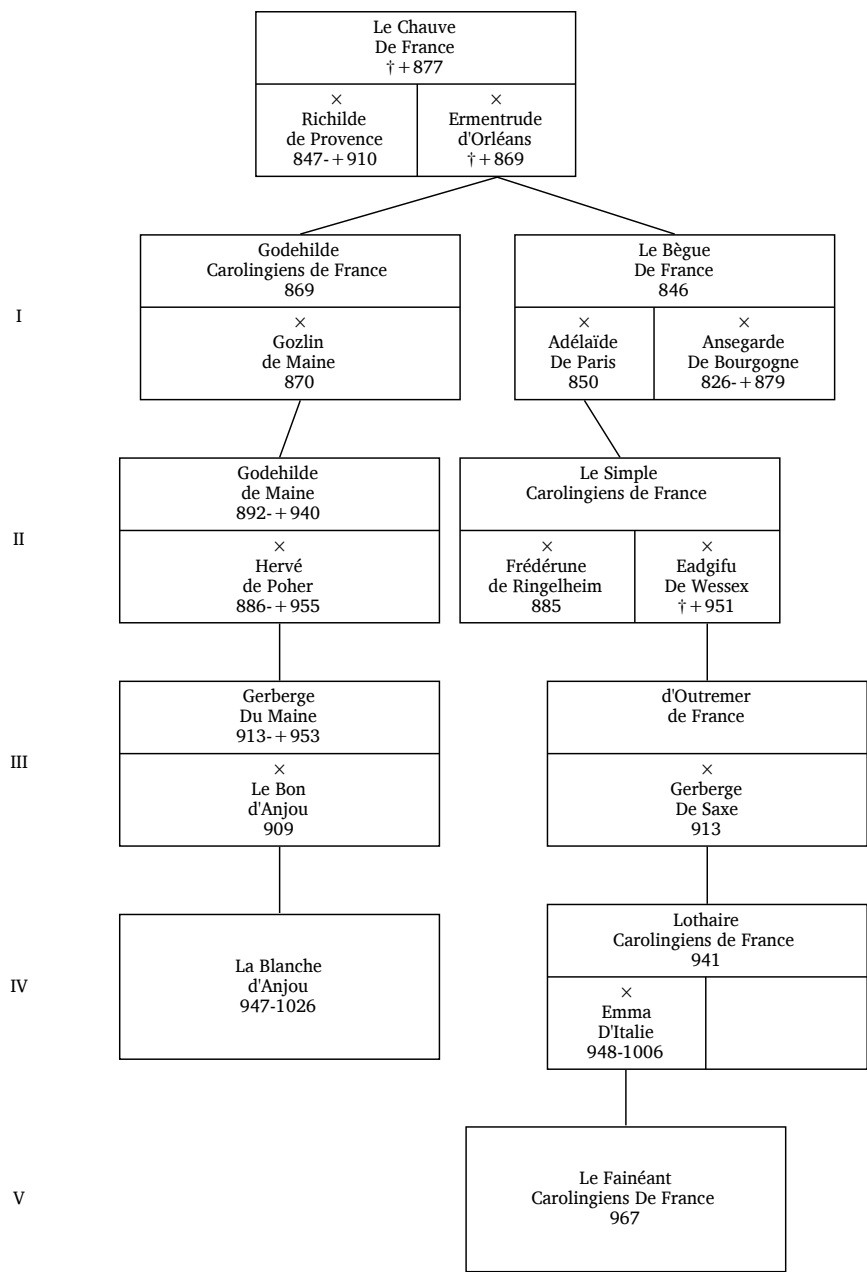 Le Chauve
De France
†+877
×
Richilde
de Provence
847-+910
×
Ermentrude
d'Orléans
†+869
I
Godehilde
Carolingiens de France
869
×
Gozlin
de Maine
870
Le Bègue
De France
846
×
Adélaïde
De Paris
850
×
Ansegarde
De Bourgogne
826-+879
II
Godehilde
de Maine
892-+940
×
Hervé
de Poher
886-+955
Le Simple
Carolingiens de France
×
Frédérune
de Ringelheim
885
×
Eadgifu
De Wessex
†+951
III
Gerberge
Du Maine
913-+953
×
Le Bon
d'Anjou
909
d'Outremer
de France
×
Gerberge
De Saxe
913
IV
La Blanche
d'Anjou
947-1026
Lothaire
Carolingiens de France
941
×
Emma
D'Italie
948-1006
V
Le Fainéant
Carolingiens De France
967